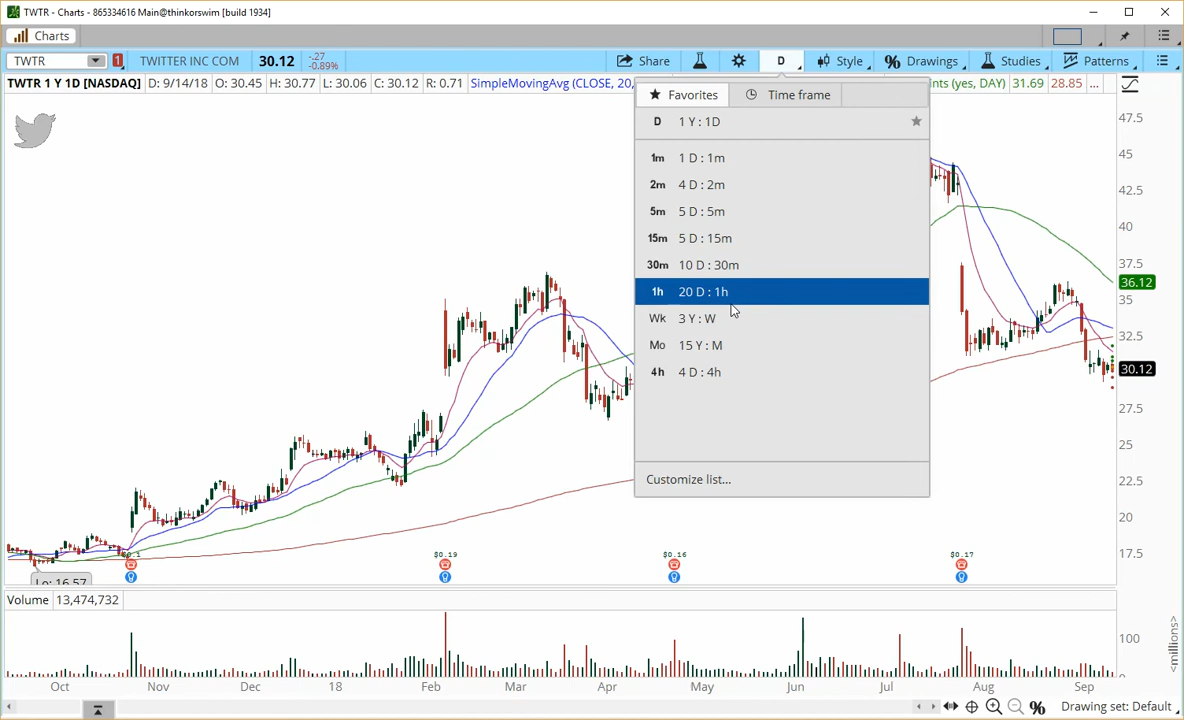 TWTR - Charts - 865334616 Main@thinkorswim [build 1934]
Charts
TWTR 1 TWITTER INC COM 30.12 -.27 -0.89% Share D Style % Drawings Studies Patterns
TWTR 1 Y 1D [NASDAQ] D: 9/14/18 O: 30.45 H: 30.77 L: 30.06 C: 30.12 R: 0.71 SimpleMovingAvg (CLOSE, 20, (yes, DAY) 31.69 28.85 ...
Favorites Time frame
D 1 Y : 1D
1m 1 D : 1m
2m 4 D : 2m
5m 5 D : 5m
15m 5 D : 15m
30m 10 D : 30m
1h 20 D : 1h
Wk 3 Y : W
Mo 15 Y : M
4h 4 D : 4h
Customize list...
47.5
45
42.5
40
37.5
36.12
35
32.5
30.12
27.5
25
22.5
20
17.5
$0.19 $0.16 $0.17
Lo: 16.57
Volume 13,474,732
100
<millions>
Oct Nov Dec 18 Feb Mar Apr May Jun Jul Aug Sep
% Drawing set: Default